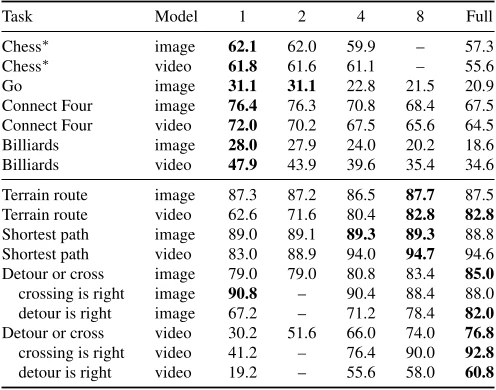 Task Model 1 2 4 8 Full
Chess* image 62.1 62.0 59.9 – 57.3
Chess* video 61.8 61.6 61.1 – 55.6
Go image 31.1 31.1 22.8 21.5 20.9
Connect Four image 76.4 76.3 70.8 68.4 67.5
Connect Four video 72.0 70.2 67.5 65.6 64.5
Billiards image 28.0 27.9 24.0 20.2 18.6
Billiards video 47.9 43.9 39.6 35.4 34.6
Terrain route image 87.3 87.2 86.5 87.7 87.5
Terrain route video 62.6 71.6 80.4 82.8 82.8
Shortest path image 89.0 89.1 89.3 89.3 88.8
Shortest path video 83.0 88.9 94.0 94.7 94.6
Detour or cross image 79.0 79.0 80.8 83.4 85.0
crossing is right image 90.8 – 90.4 88.4 88.0
detour is right image 67.2 – 71.2 78.4 82.0
Detour or cross video 30.2 51.6 66.0 74.0 76.8
crossing is right video 41.2 – 76.4 90.0 92.8
detour is right video 19.2 – 55.6 58.0 60.8